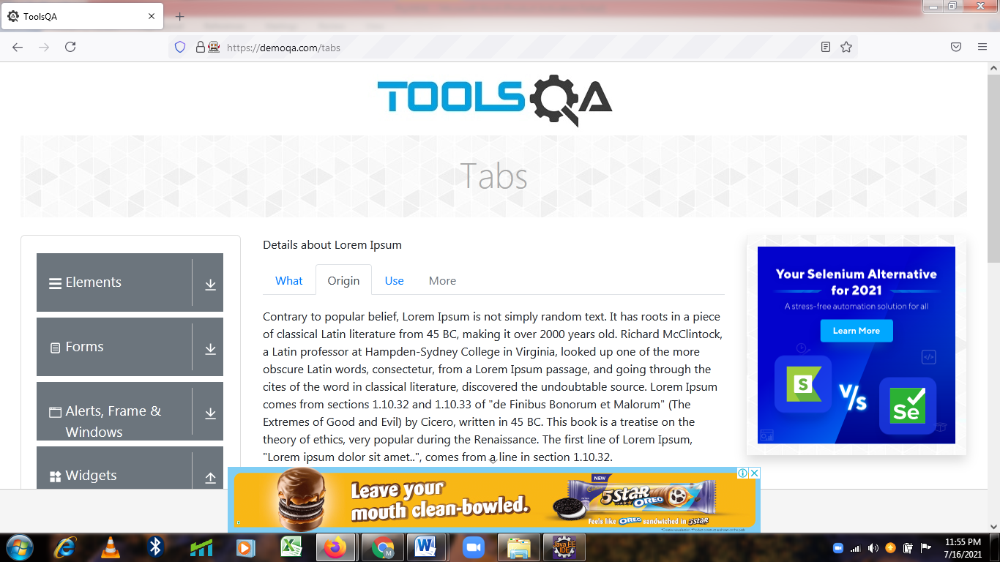 ToolsQA
https://demoqa.com/tabs
TOOLSQA
Tabs
Elements
Forms
Alerts, Frame &
Windows
Widgets
Details about Lorem Ipsum
What Origin Use More
Contrary to popular belief, Lorem Ipsum is not simply random text. It has roots in a piece
of classical Latin literature from 45 BC, making it over 2000 years old. Richard McClintock,
a Latin professor at Hampden-Sydney College in Virginia, looked up one of the more
obscure Latin words, consectetur, from a Lorem Ipsum passage, and going through the
cites of the word in classical literature, discovered the undoubtable source. Lorem Ipsum
comes from sections 1.10.32 and 1.10.33 of "de Finibus Bonorum et Malorum" (The
Extremes of Good and Evil) by Cicero, written in 45 BC. This book is a treatise on the
theory of ethics, very popular during the Renaissance. The first line of Lorem Ipsum,
"Lorem ipsum dolor sit amet..", comes from a line in section 1.10.32.
Your Selenium Alternative
for 2021
A stress-free automation solution for all
Learn More
S
V/s
Se
Leave your
mouth clean-bowled.
NEW
5STAR
OREO
Feels like OREO sandwiched in 5STAR
Java EE
IDE
11:55 PM
7/16/2021